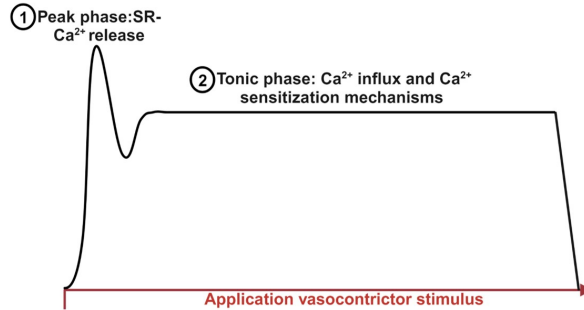 1 Peak phase:SR-
Ca²⁺ release
2 Tonic phase: Ca²⁺ influx and Ca²⁺
sensitization mechanisms
Application vasocontrictor stimulus